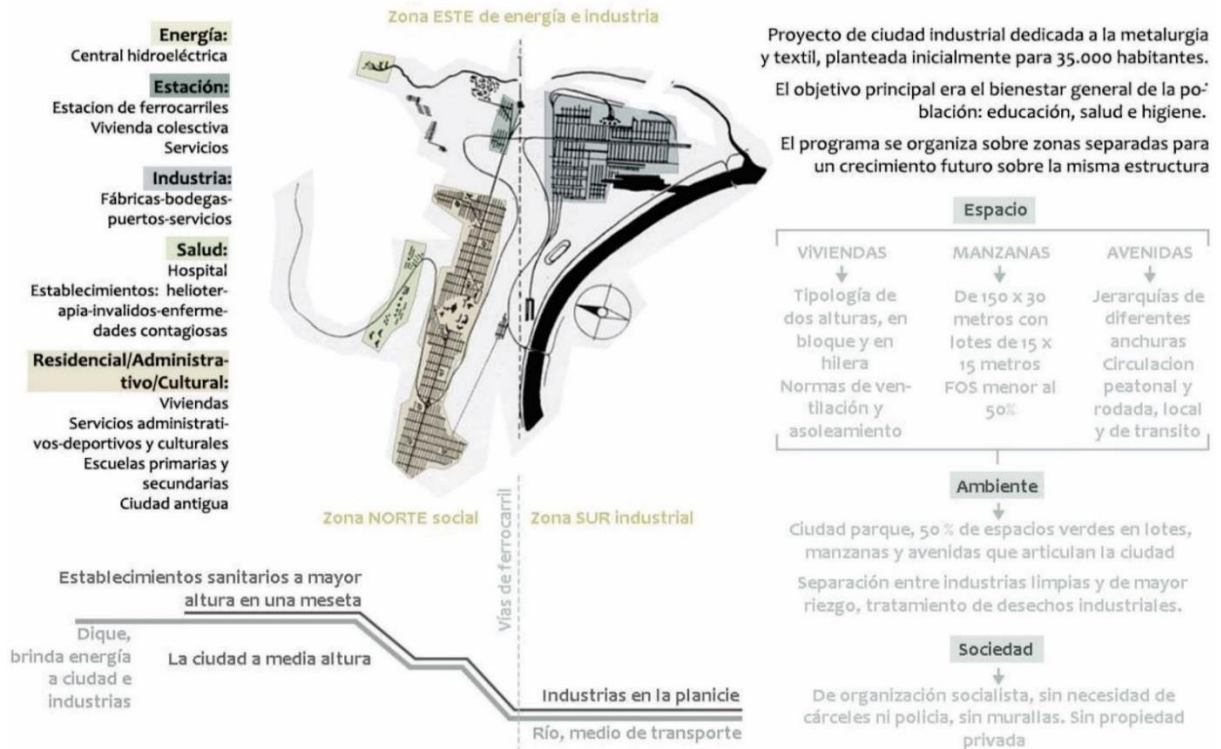 Zona ESTE de energía e industria
Energía:
Central hidroeléctrica
Estación:
Estacion de ferrocarriles
Vivienda colesctiva
Servicios
Industria:
Fábricas-bodegas-
puertos-servicios
Salud:
Hospital
Establecimientos: helioter-
apia-invalidos-enferme-
dades contagiosas
Residencial/Administra-
tivo/Cultural:
Viviendas
Servicios administrati-
vos-deportivos y culturales
Escuelas primarias y
secundarias
Ciudad antigua
Zona NORTE social
Zona SUR industrial
Vías de ferrocarril
Establecimientos sanitarios a mayor
altura en una meseta
Dique,
brinda energía
a ciudad e
industrias
La ciudad a media altura
Industrias en la planicie
Río, medio de transporte
Proyecto de ciudad industrial dedicada a la metalurgia
y textil, planteada inicialmente para 35.000 habitantes.
El objetivo principal era el bienestar general de la po-
blación: educación, salud e higiene.
El programa se organiza sobre zonas separadas para
un crecimiento futuro sobre la misma estructura
Espacio
VIVIENDAS
Tipología de
dos alturas, en
bloque y en
hilera
Normas de ven-
tilación y
asoleamiento
MANZANAS
De 150 x 30
metros con
lotes de 15 x
15 metros
FOS menor al
50%
AVENIDAS
Jerarquías de
diferentes
anchuras
Circulacion
peatonal y
rodada, local
y de transito
Ambiente
Ciudad parque, 50 % de espacios verdes en lotes,
manzanas y avenidas que articulan la ciudad
Separación entre industrias limpias y de mayor
riezgo, tratamiento de desechos industriales.
Sociedad
De organización socialista, sin necesidad de
cárceles ni policia, sin murallas. Sin propiedad
privada